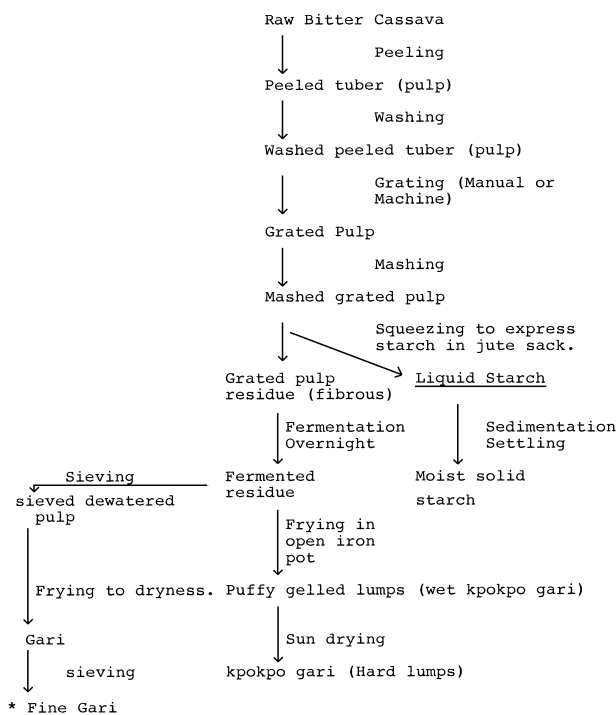 Raw Bitter Cassava
Peeling
Peeled tuber (pulp)
Washing
Washed peeled tuber (pulp)
Grating (Manual or
Machine)
Grated Pulp
Mashing
Mashed grated pulp
Squeezing to express
starch in jute sack.
Grated pulp
residue (fibrous)
Liquid Starch
Fermentation
Overnight
Sedimentation
Settling
Sieving
sieved dewatered
pulp
Fermented
residue
Moist solid
starch
Frying in
open iron
pot
Frying to dryness.
Puffy gelled lumps (wet kpokpo gari)
Gari
Sun drying
sieving
kpokpo gari (Hard lumps)
* Fine Gari